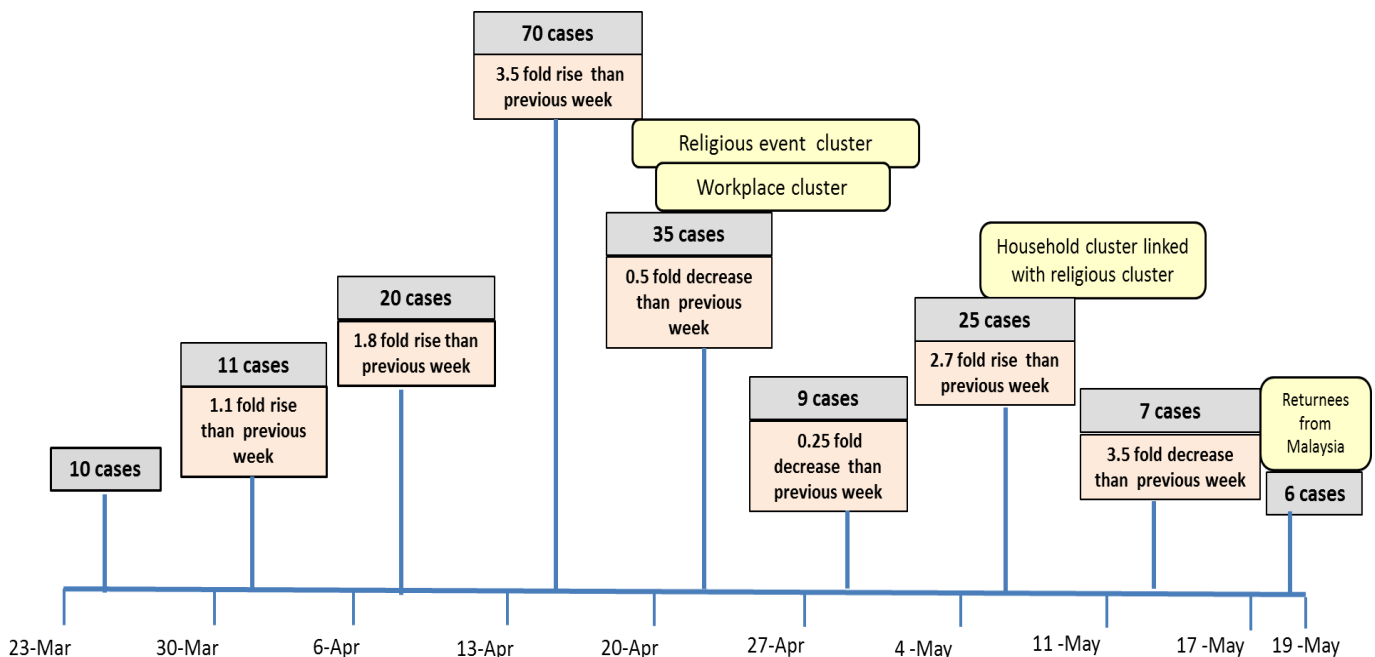 70 cases
3.5 fold rise than
previous week
Religious event cluster
Workplace cluster
35 cases
0.5 fold decrease
than previous
week
Household cluster linked
with religious cluster
20 cases
1.8 fold rise than
previous week
25 cases
2.7 fold rise than
previous week
11 cases
1.1 fold rise
than previous
week
9 cases
0.25 fold
decrease than
previous week
7 cases
3.5 fold decrease
than previous week
Returnees
from
Malaysia
10 cases
6 cases
23-Mar
30-Mar
6-Apr
13-Apr
20-Apr
27-Apr
4 -May
11 -May
17 -May
19 -May